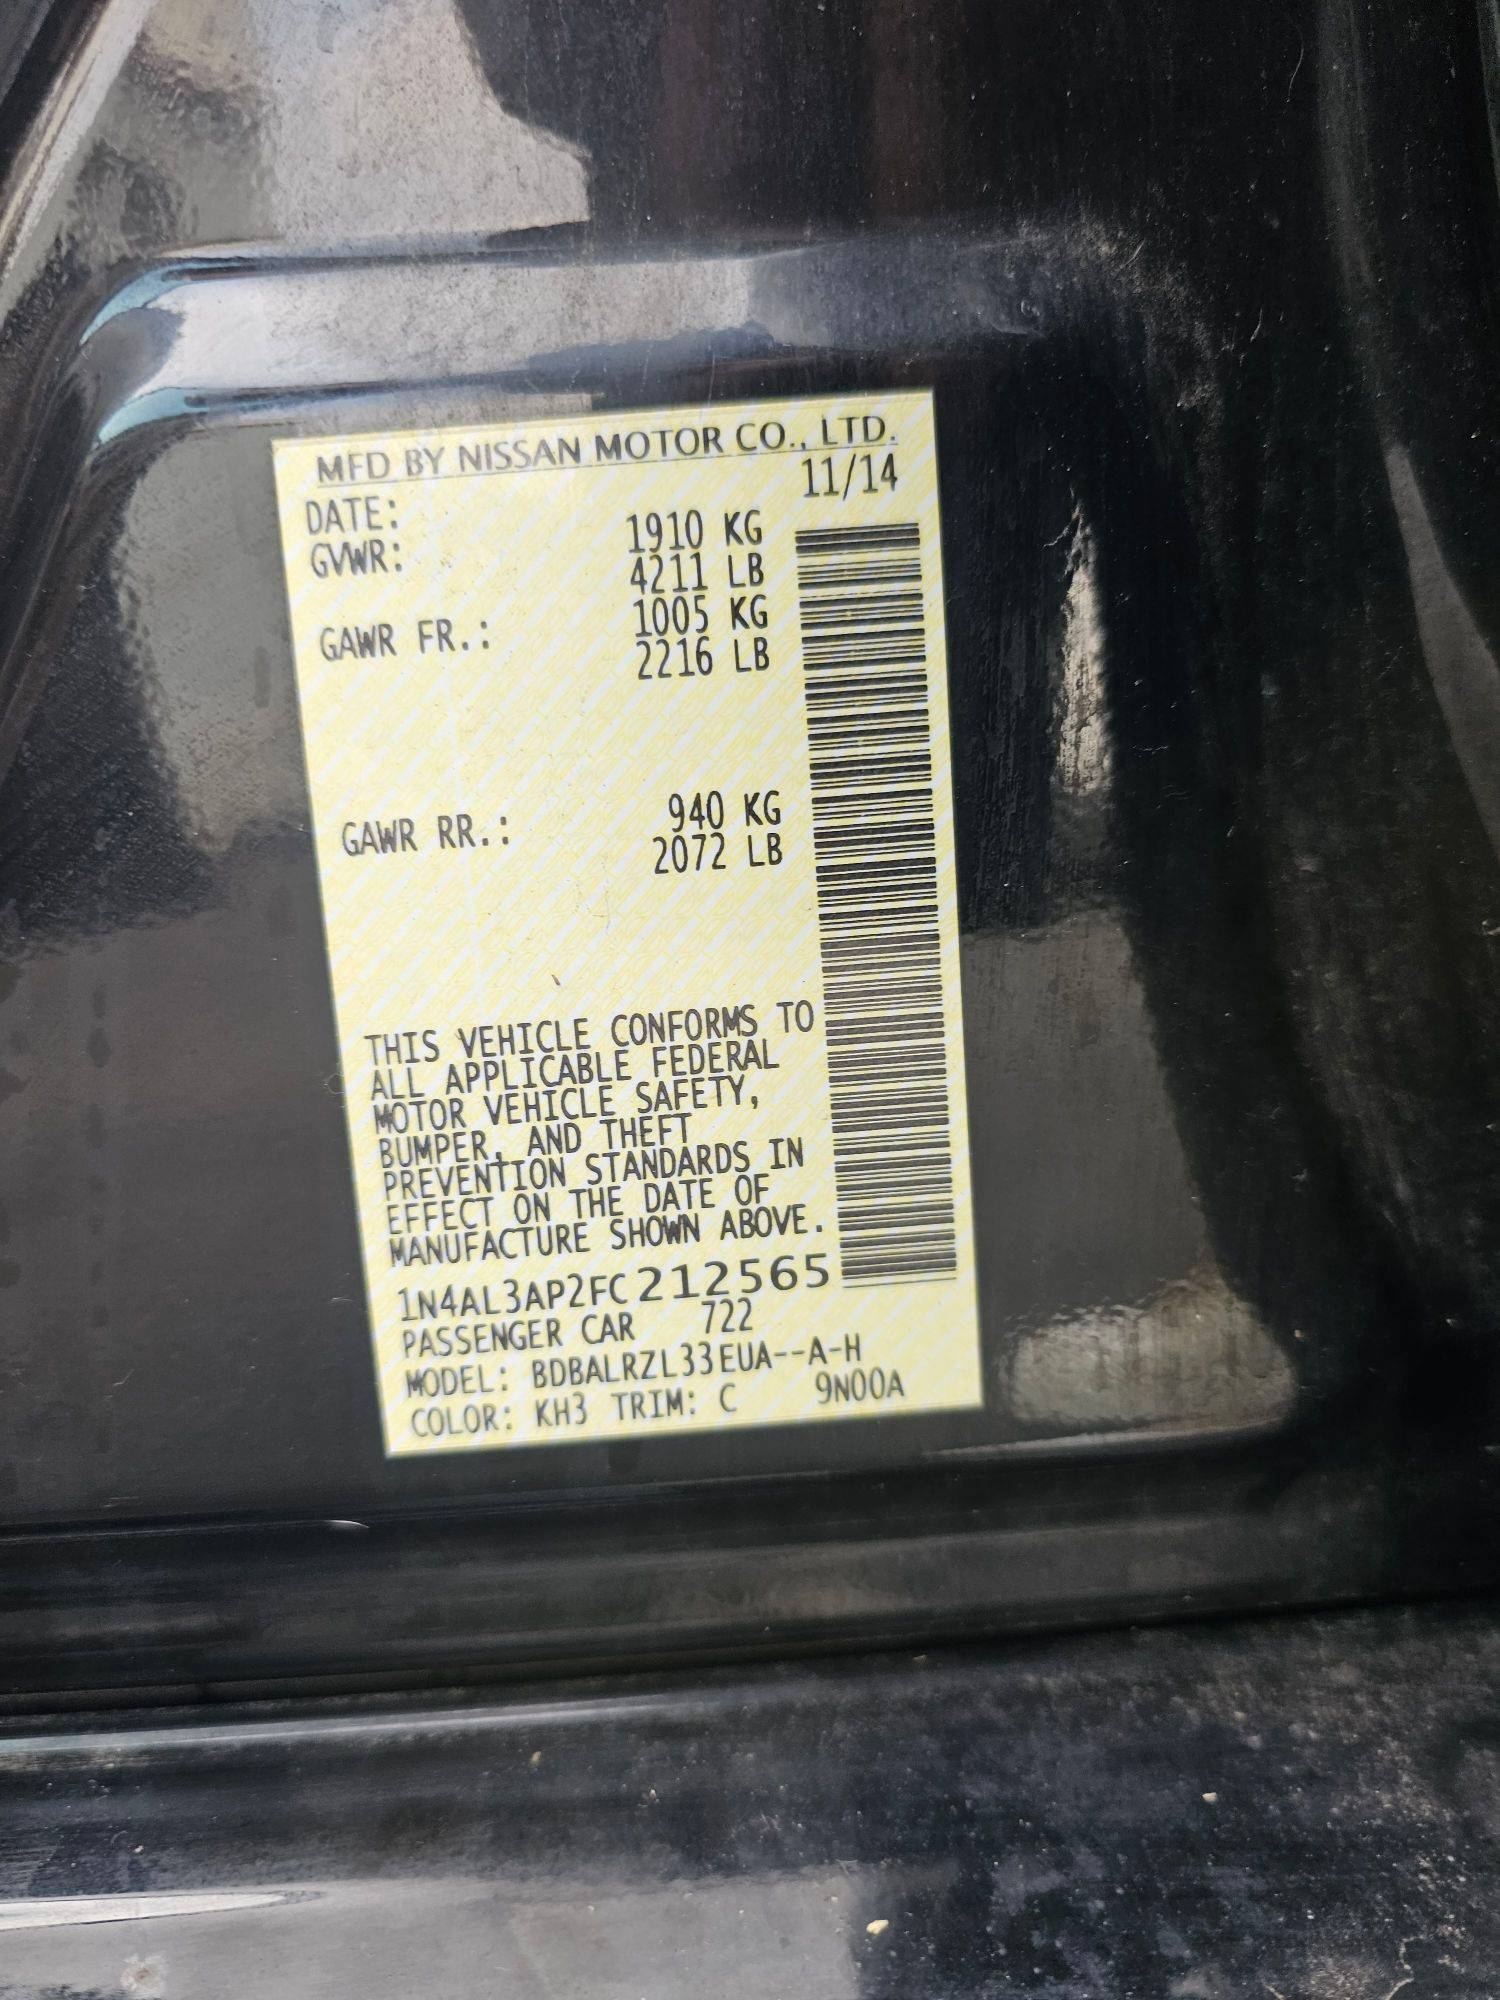 MFD BY NISSAN MOTOR CO., LTD.
DATE: 11/14
GVWR: 1910 KG
4211 LB
GAWR FR.: 1005 KG
2216 LB
GAWR RR.: 940 KG
2072 LB
THIS VEHICLE CONFORMS TO
ALL APPLICABLE FEDERAL
MOTOR VEHICLE SAFETY,
BUMPER, AND THEFT
PREVENTION STANDARDS IN
EFFECT ON THE DATE OF
MANUFACTURE SHOWN ABOVE.
1N4AL3AP2FC212565
PASSENGER CAR 722
MODEL: BDBALRZL33EUA--A-H
COLOR: KH3 TRIM: C 9N00A